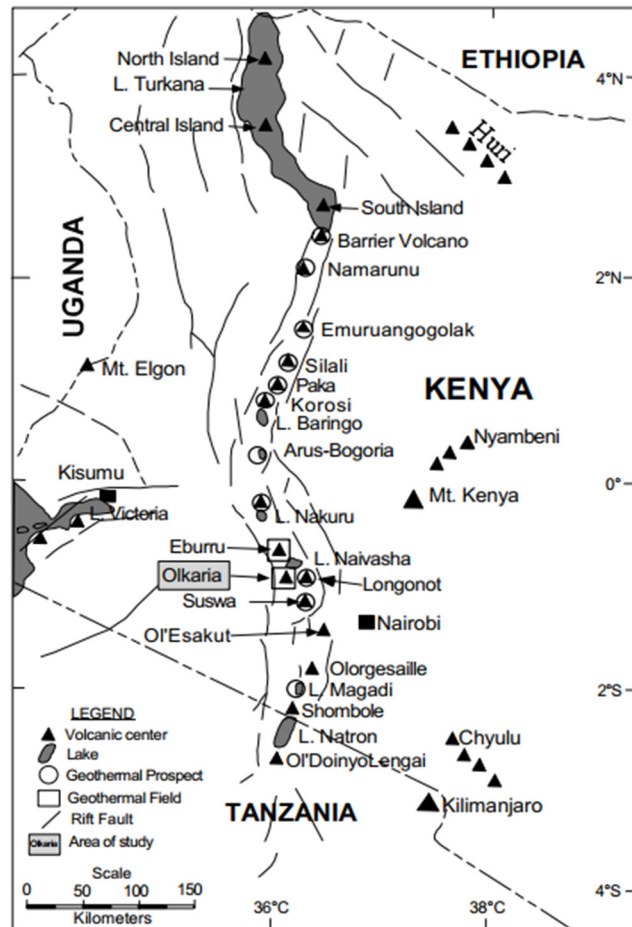 North Island
ETHIOPIA
L. Turkana
4°N
Central Island
Huri
South Island
Barrier Volcano
UGANDA
Namarunu
2°N
Emuruangogolak
Mt. Elgon
Silali
Paka
KENYA
Korosi
L. Baringo
Nyambeni
Arus-Bogoria
Kisumu
0°
Mt. Kenya
L. Victoria
L. Nakuru
Eburru
L. Naivasha
Olkaria
Longonot
Suswa
Nairobi
Ol'Esakut
Olorgesaille
L. Magadi
2°S
LEGEND
Shombole
Volcanic center
L. Natron
Chyulu
Lake
Ol'DoinyoLengai
Geothermal Prospect
Geothermal Field
TANZANIA
Kilimanjaro
Rift Fault
Olkaria Area of study
Scale
0 50 100 150
Kilometers
4°S
36°C
38°C